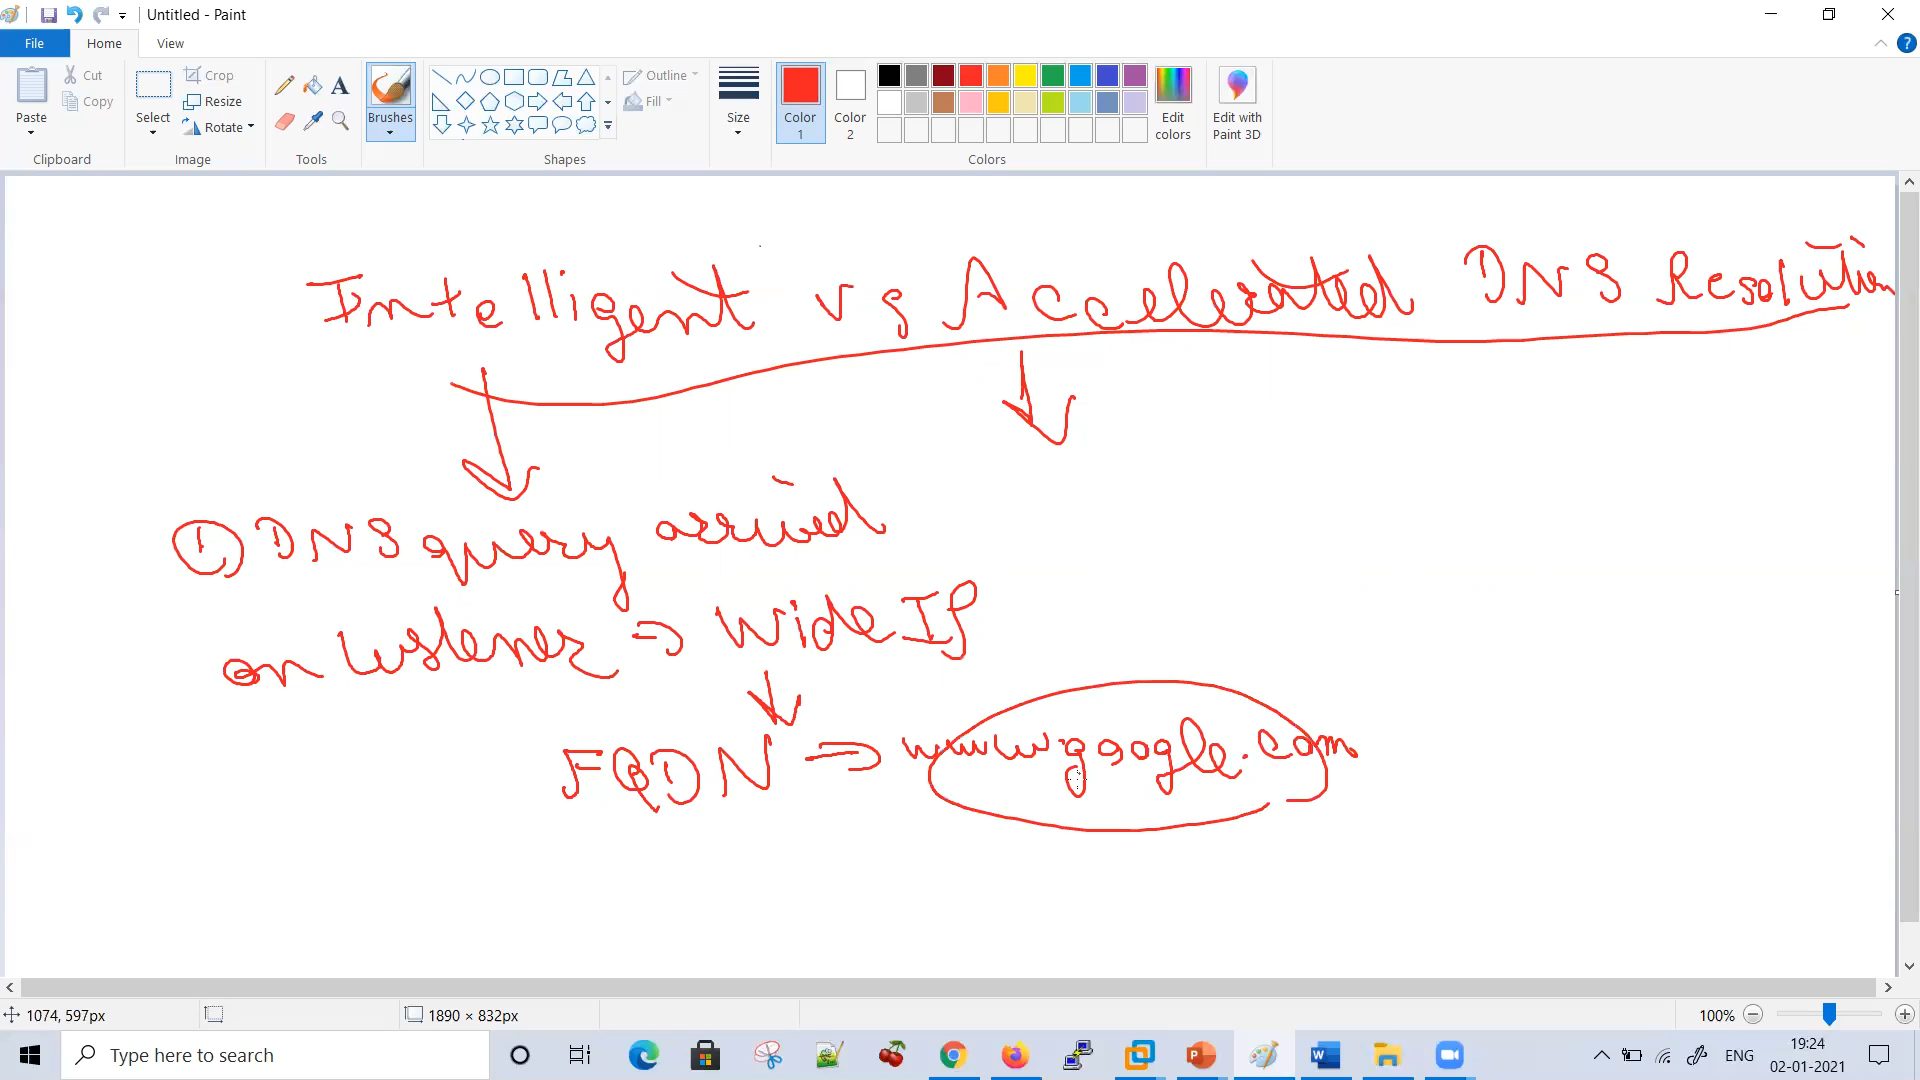 Untitled - Paint
File Home View
Paste
Cut
Copy
Clipboard
Select
Crop
Resize
Rotate
Image
Tools
Brushes
Outline
Fill
Shapes
Size
Color 1
Color 2
Edit colors
Edit with Paint 3D
Colors
Intelligent vs Accelerated DNS Resolution
1, DNS query arrived
on Listener => Wide IP
FQDN => www.google.com
1074, 597px
1890 × 832px
100%
Type here to search
ENG
19:24
02-01-2021